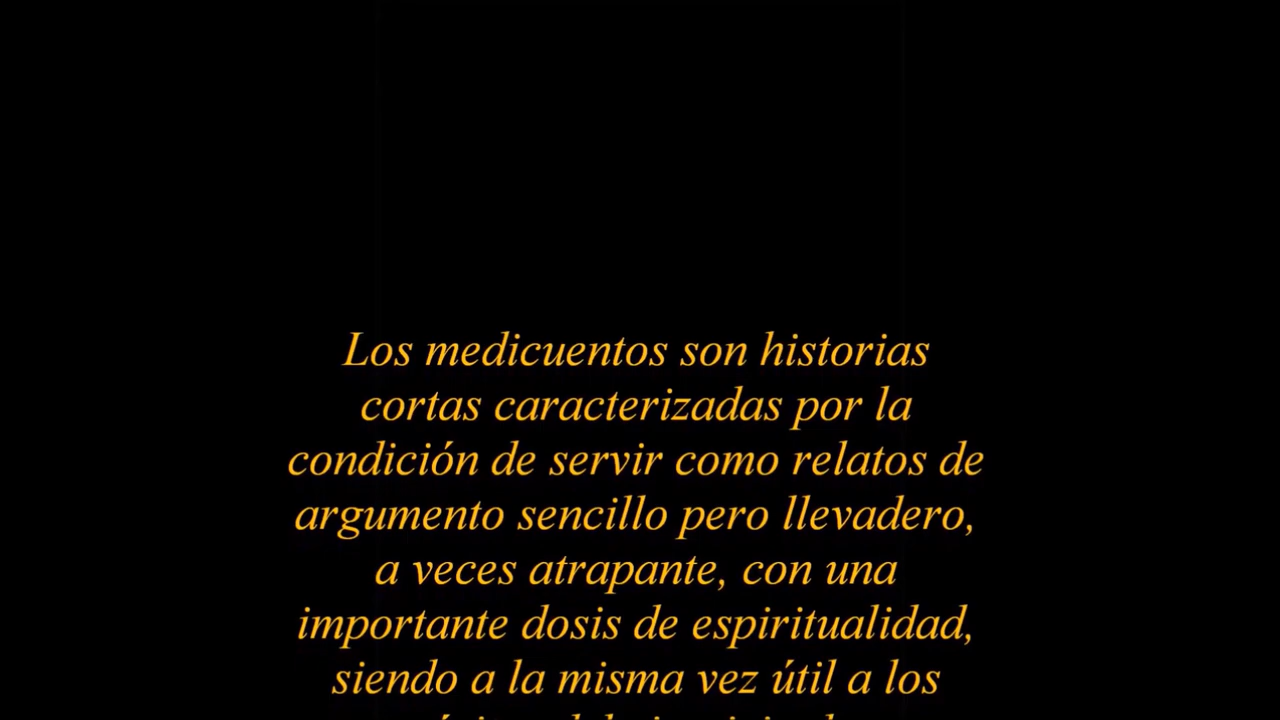 Los medicuentos son historias
cortas caracterizadas por la
condición de servir como relatos de
argumento sencillo pero llevadero,
a veces atrapante, con una
importante dosis de espiritualidad,
siendo a la misma vez útil a los